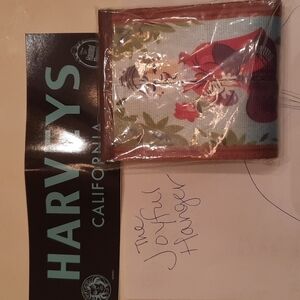 HARVEYS
CALIFORNIA
The
Joyful
Hanger